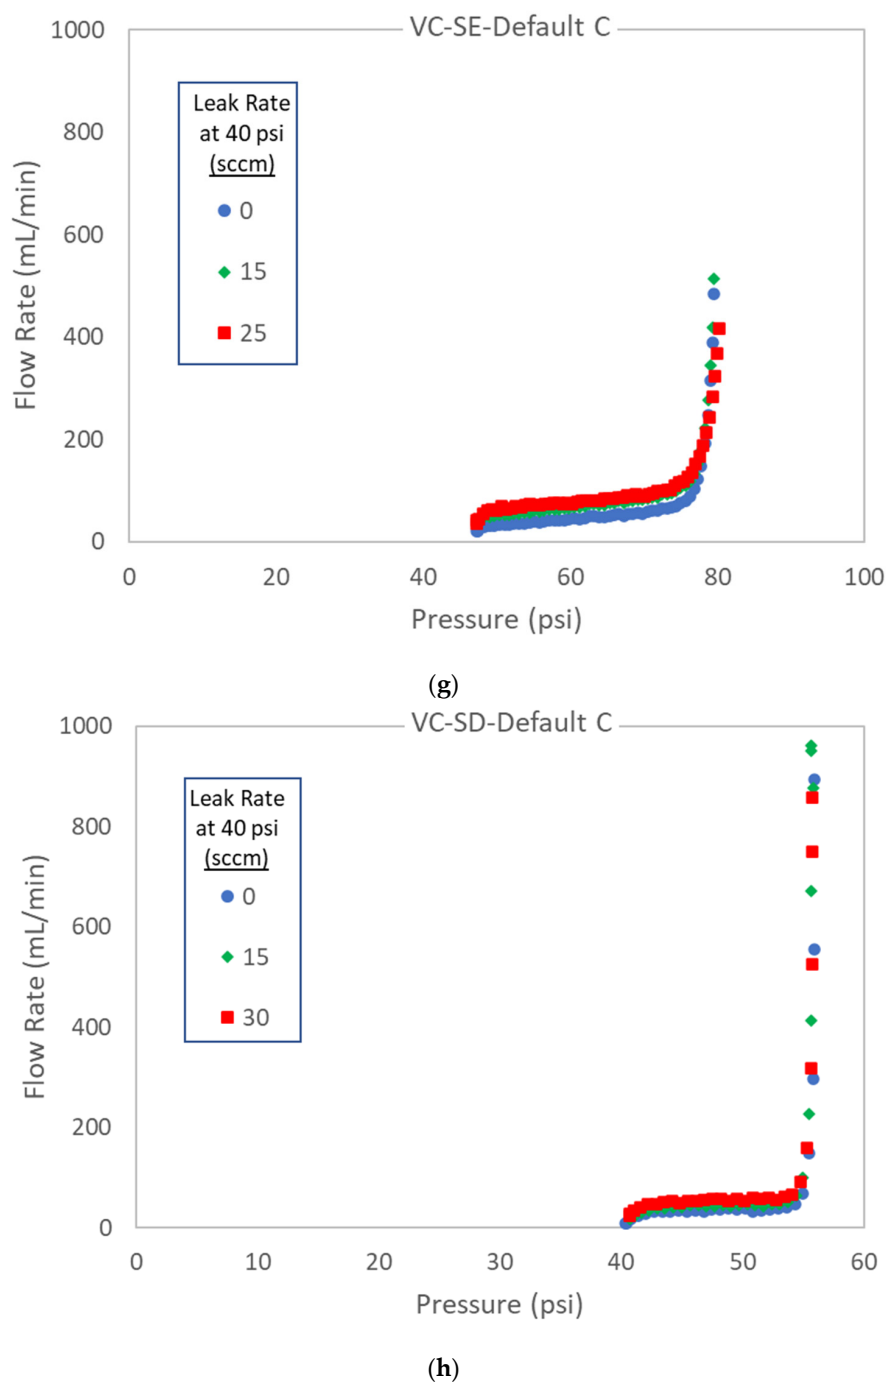 VC-SE-Default C
1000
800
600
400
200
0
Flow Rate (mL/min)
Leak Rate
at 40 psi
(sccm)
0
15
25
0
20
40
60
80
100
Pressure (psi)
(g)
VC-SD-Default C
1000
800
600
400
200
0
Flow Rate (mL/min)
Leak Rate
at 40 psi
(sccm)
0
15
30
0
10
20
30
40
50
60
Pressure (psi)
(h)